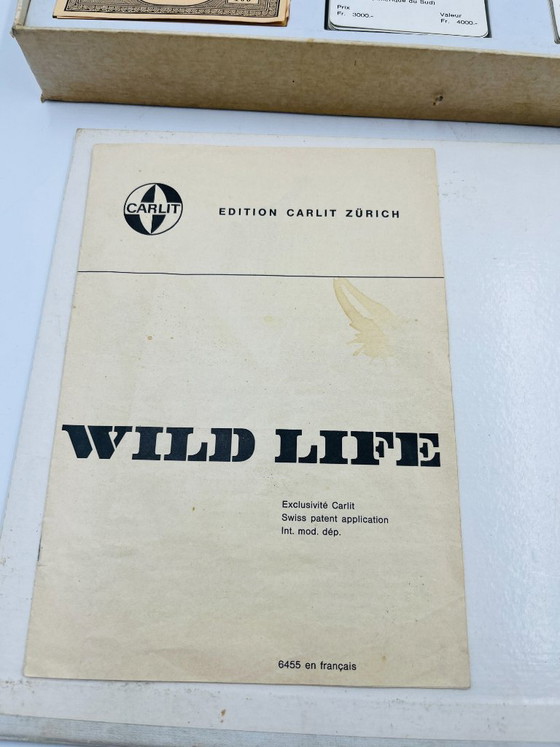 Prix
Fr. 3000.-
Valeur
Fr. 4000.-
CARLIT
EDITION CARLIT ZÜRICH
WILD LIFE
Exclusivité Carlit
Swiss patent application
Int. mod. dép.
6455 en français